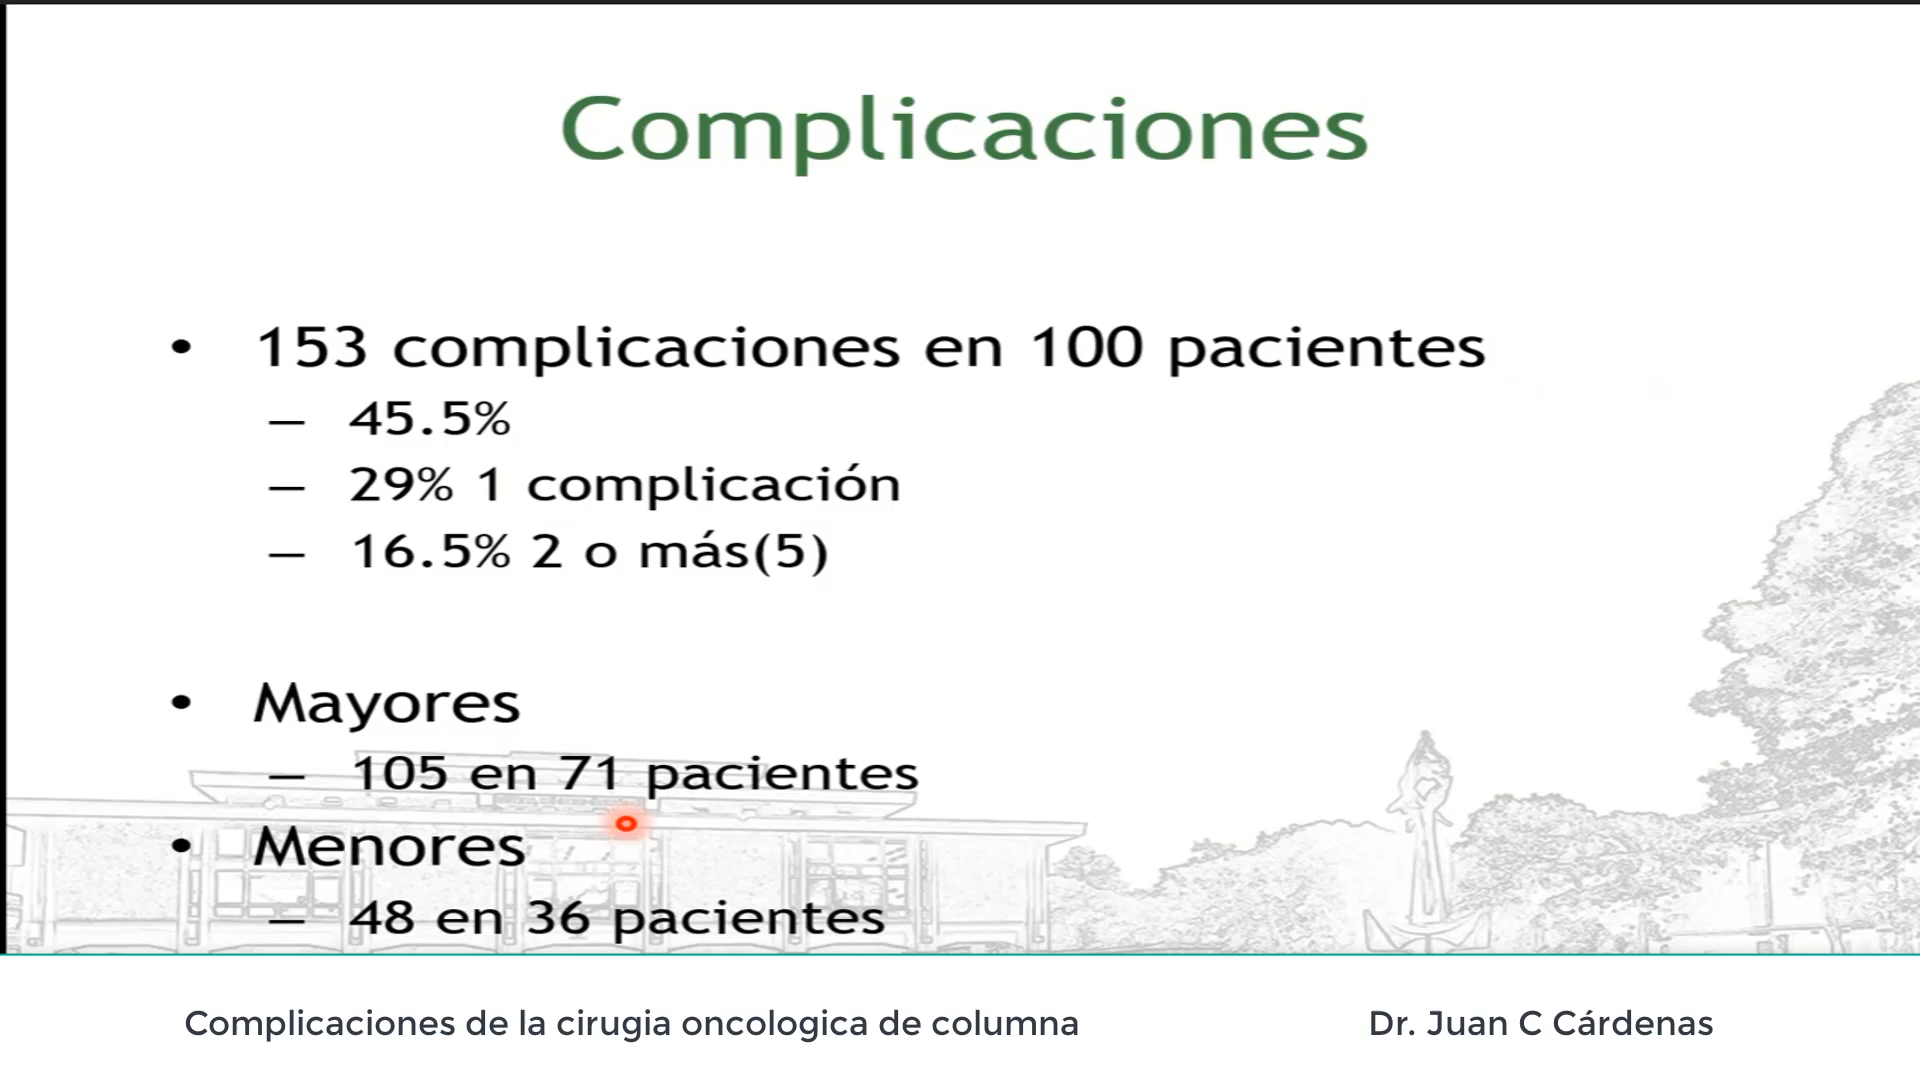 Complicaciones
• 153 complicaciones en 100 pacientes
– 45.5%
– 29% 1 complicación
– 16.5% 2 o más(5)
• Mayores
– 105 en 71 pacientes
• Menores
– 48 en 36 pacientes
Complicaciones de la cirugia oncologica de columna
Dr. Juan C Cárdenas